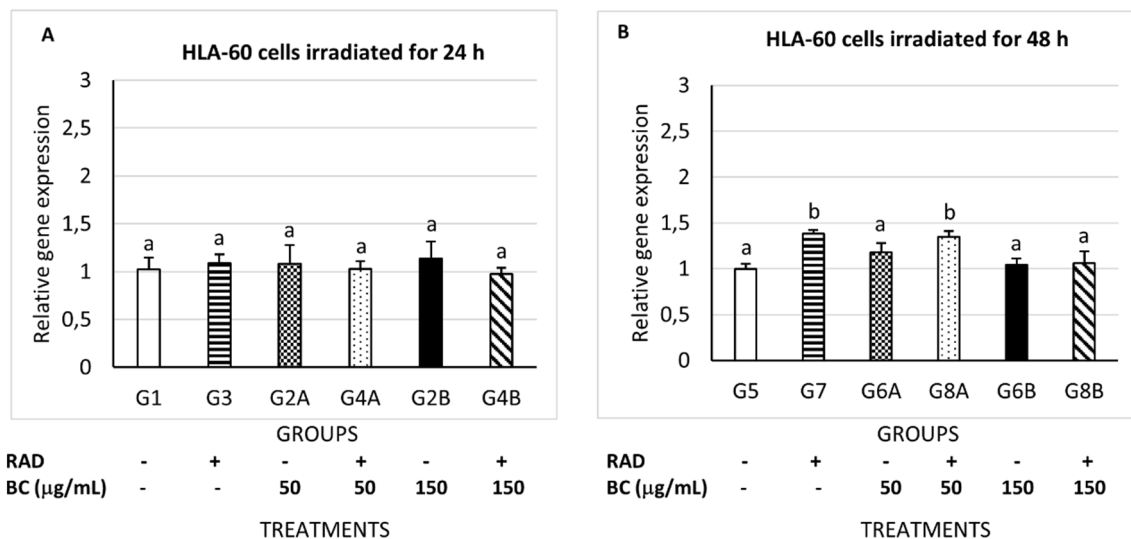 A
HLA-60 cells irradiated for 24 h
Relative gene expression
3
2,5
2
1,5
1
0,5
0
a a a a a a
G1 G3 G2A G4A G2B G4B
GROUPS
RAD - + - + - +
BC (µg/mL) - - 50 50 150 150
TREATMENTS
B
HLA-60 cells irradiated for 48 h
Relative gene expression
3
2,5
2
1,5
1
0,5
0
a b a b a a
G5 G7 G6A G8A G6B G8B
GROUPS
RAD - + - + - +
BC (µg/mL) - - 50 50 150 150
TREATMENTS